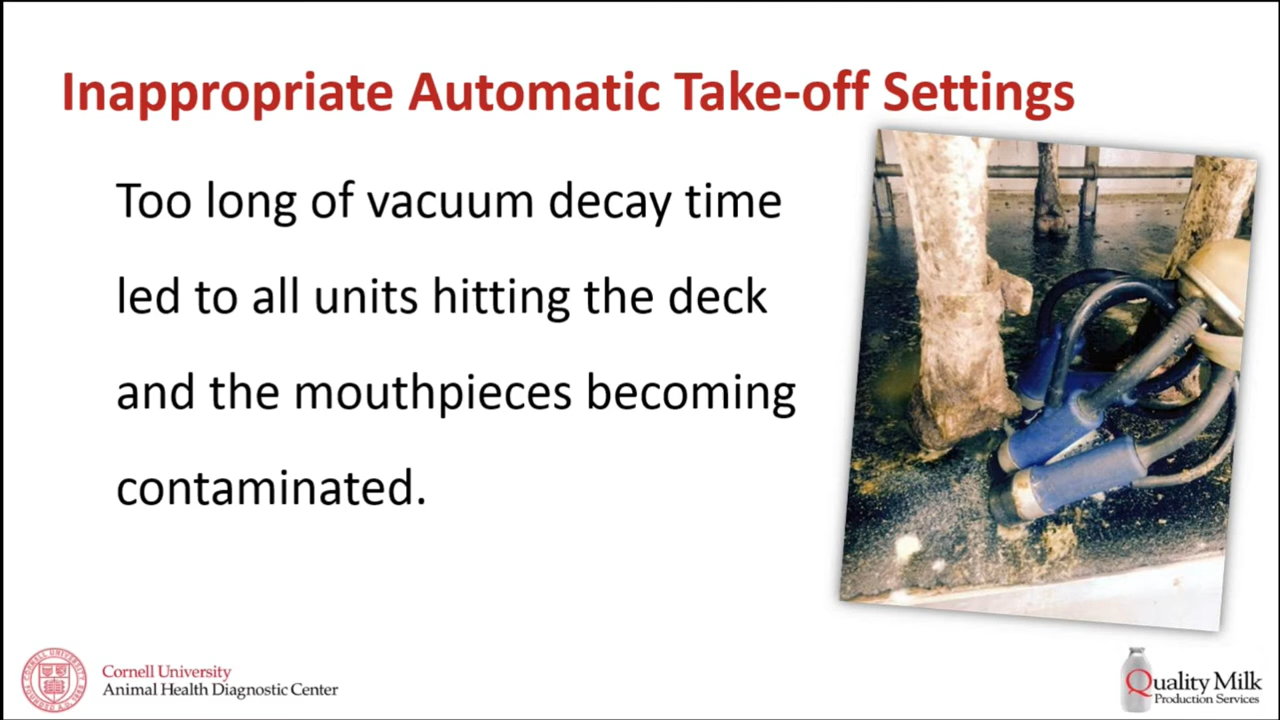 Inappropriate Automatic Take-off Settings
Too long of vacuum decay time
led to all units hitting the deck
and the mouthpieces becoming
contaminated.
Cornell University
Animal Health Diagnostic Center
Quality Milk
Production Services